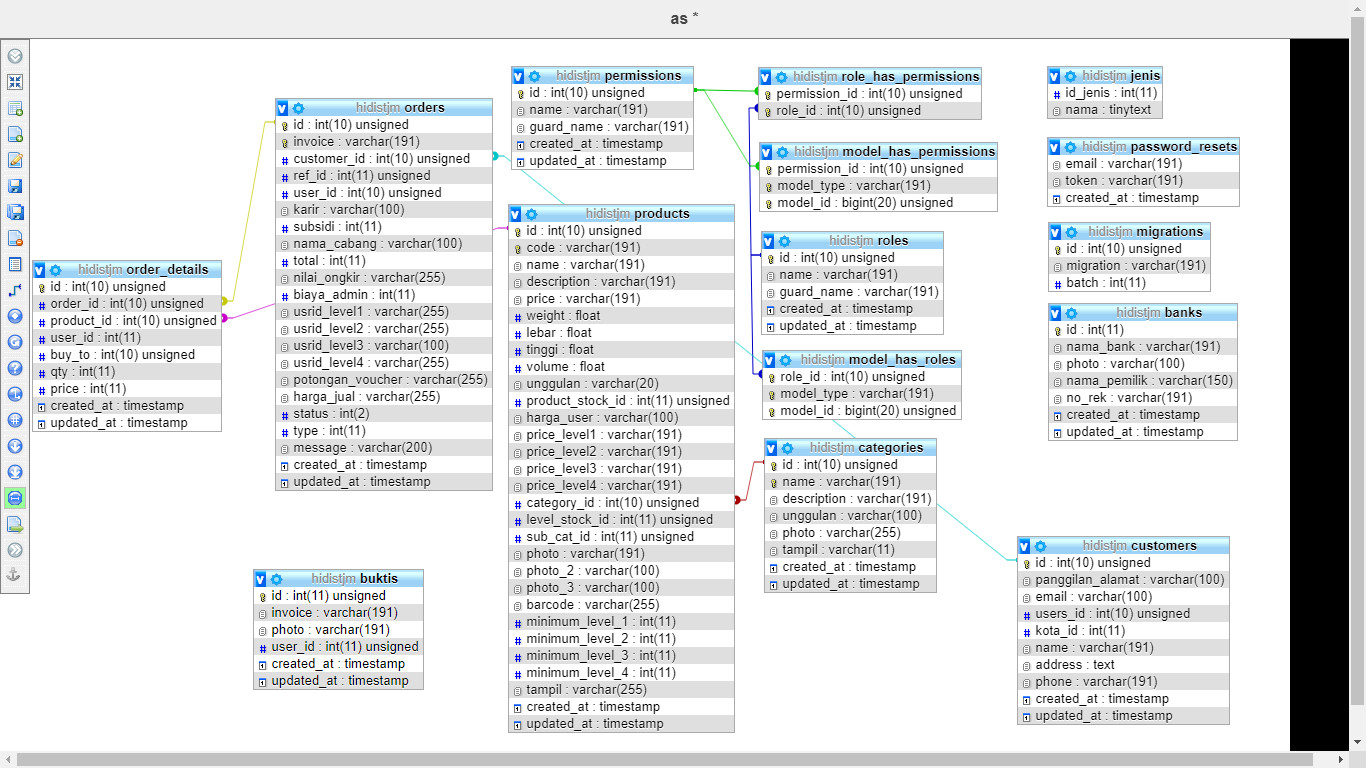 as *
hidistjm orders
id : int(10) unsigned
invoice : varchar(191)
customer_id : int(10) unsigned
ref_id : int(11) unsigned
user_id : int(10) unsigned
karir : varchar(100)
subsidi : int(11)
nama_cabang : varchar(100)
total : int(11)
nilai_ongkir : varchar(255)
biaya_admin : int(11)
usrid_level1 : varchar(255)
usrid_level2 : varchar(255)
usrid_level3 : varchar(100)
usrid_level4 : varchar(255)
potongan_voucher : varchar(255)
harga_jual : varchar(255)
status : int(2)
type : int(11)
message : varchar(200)
created_at : timestamp
updated_at : timestamp
hidistjm order_details
id : int(10) unsigned
order_id : int(10) unsigned
product_id : int(10) unsigned
user_id : int(11)
buy_to : int(10) unsigned
qty : int(11)
price : int(11)
created_at : timestamp
updated_at : timestamp
hidistjm buktis
id : int(11) unsigned
invoice : varchar(191)
photo : varchar(191)
user_id : int(11) unsigned
created_at : timestamp
updated_at : timestamp
hidistjm permissions
id : int(10) unsigned
name : varchar(191)
guard_name : varchar(191)
created_at : timestamp
updated_at : timestamp
hidistjm products
id : int(10) unsigned
code : varchar(191)
name : varchar(191)
description : varchar(191)
price : varchar(191)
weight : float
lebar : float
tinggi : float
volume : float
unggulan : varchar(20)
product_stock_id : int(11) unsigned
harga_user : varchar(100)
price_level1 : varchar(191)
price_level2 : varchar(191)
price_level3 : varchar(191)
price_level4 : varchar(191)
category_id : int(10) unsigned
level_stock_id : int(11) unsigned
sub_cat_id : int(11) unsigned
photo : varchar(191)
photo_2 : varchar(100)
photo_3 : varchar(100)
barcode : varchar(255)
minimum_level_1 : int(11)
minimum_level_2 : int(11)
minimum_level_3 : int(11)
minimum_level_4 : int(11)
tampil : varchar(255)
created_at : timestamp
updated_at : timestamp
hidistjm role_has_permissions
permission_id : int(10) unsigned
role_id : int(10) unsigned
hidistjm model_has_permissions
permission_id : int(10) unsigned
model_type : varchar(191)
model_id : bigint(20) unsigned
hidistjm roles
id : int(10) unsigned
name : varchar(191)
guard_name : varchar(191)
created_at : timestamp
updated_at : timestamp
hidistjm model_has_roles
role_id : int(10) unsigned
model_type : varchar(191)
model_id : bigint(20) unsigned
hidistjm categories
id : int(10) unsigned
name : varchar(191)
description : varchar(191)
unggulan : varchar(100)
photo : varchar(255)
tampil : varchar(11)
created_at : timestamp
updated_at : timestamp
hidistjm jenis
id_jenis : int(11)
nama : tinytext
hidistjm password_resets
email : varchar(191)
token : varchar(191)
created_at : timestamp
hidistjm migrations
id : int(10) unsigned
migration : varchar(191)
batch : int(11)
hidistjm banks
id : int(11)
nama_bank : varchar(191)
photo : varchar(100)
nama_pemilik : varchar(150)
no_rek : varchar(191)
created_at : timestamp
updated_at : timestamp
hidistjm customers
id : int(10) unsigned
panggilan_alamat : varchar(100)
email : varchar(100)
users_id : int(10) unsigned
kota_id : int(11)
name : varchar(191)
address : text
phone : varchar(191)
created_at : timestamp
updated_at : timestamp